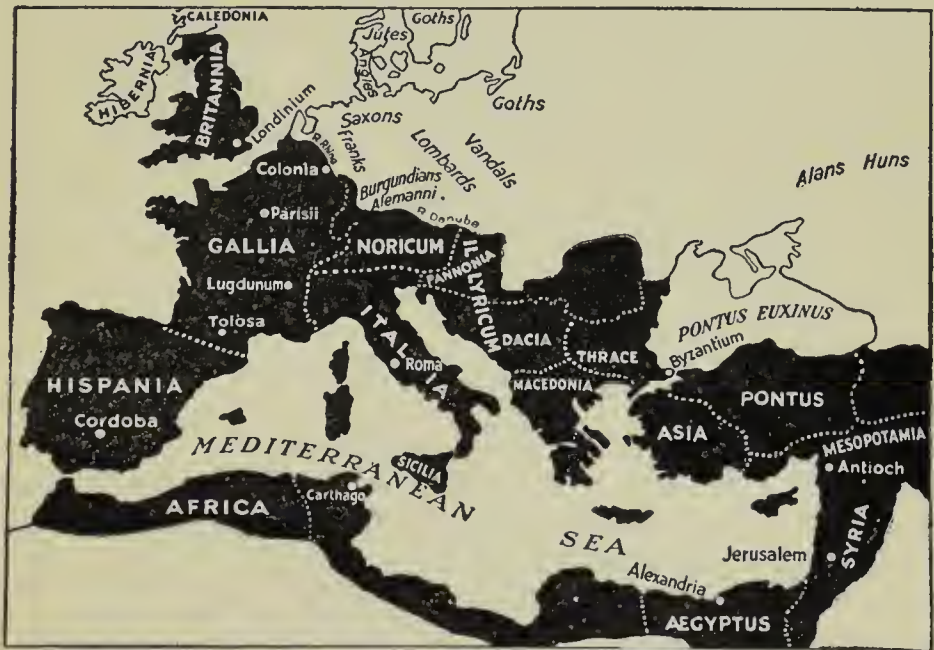 CALEDONIA
HIBERNIA
BRITANNIA
Londinium
Goths
Jutes
Angles
Goths
Saxons
R. Rhine
Franks
Lombards
Vandals
Alans Huns
Colonia
Burgundians
Alemanni
R. Danube
Parisii
GALLIA
NORICUM
PANNONIA
ILLYRICUM
Lugdunum
Tolosa
ITALIA
Roma
DACIA
THRACE
MACEDONIA
PONTUS EUXINUS
Byzantium
HISPANIA
Cordoba
PONTUS
ASIA
MESOPOTAMIA
Antioch
MEDITERRANEAN
SEA
SICILIA
Carthago
AFRICA
SYRIA
Jerusalem
Alexandria
AEGYPTUS